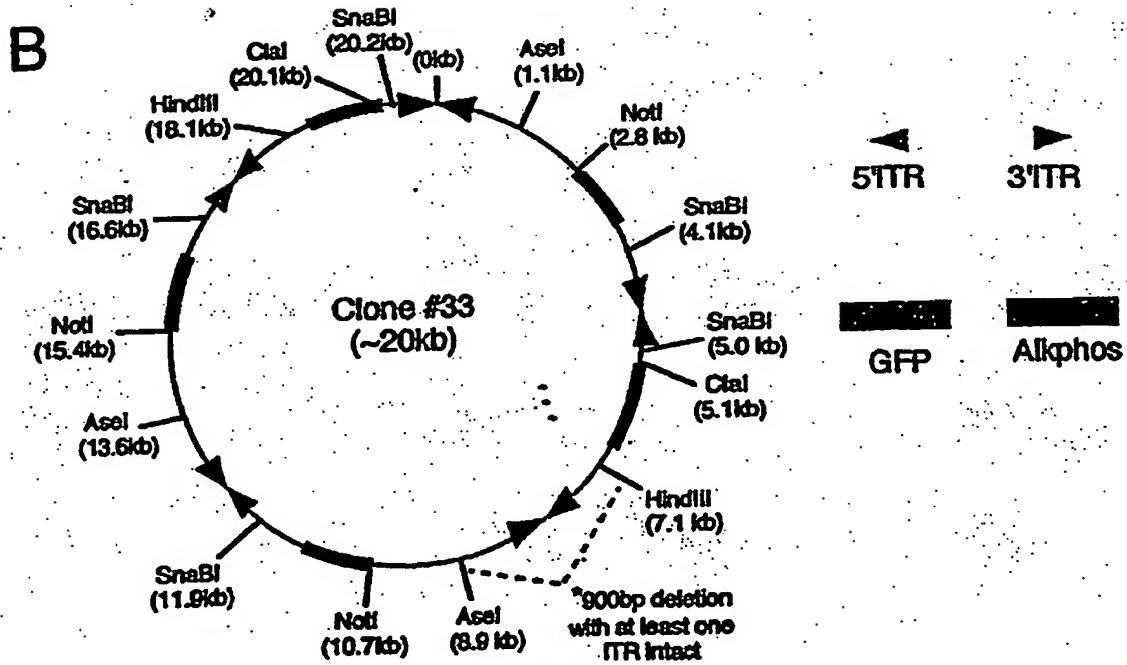 B
SnaBI
(20.2kb)
(0kb)
AseI
(1.1kb)
NotI
(2.8 kb)
SnaBI
(4.1kb)
SnaBI
(5.0 kb)
ClaI
(5.1kb)
HindIII
(7.1 kb)
*900bp deletion
with at least one
ITR intact
AseI
(8.9 kb)
NotI
(10.7kb)
SnaBI
(11.9kb)
AseI
(13.6kb)
NotI
(15.4kb)
SnaBI
(16.6kb)
HindIII
(18.1kb)
ClaI
(20.1kb)
Clone #33
(~20kb)
5'ITR
3'ITR
GFP
Alkphos